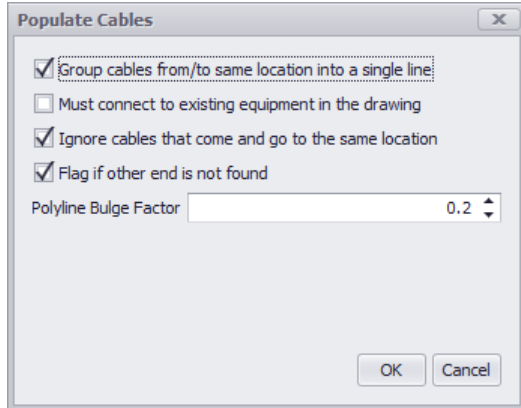 Populate Cables
Group cables from/to same location into a single line
Must connect to existing equipment in the drawing
Ignore cables that come and go to the same location
Flag if other end is not found
Polyline Bulge Factor 0.2
OK Cancel